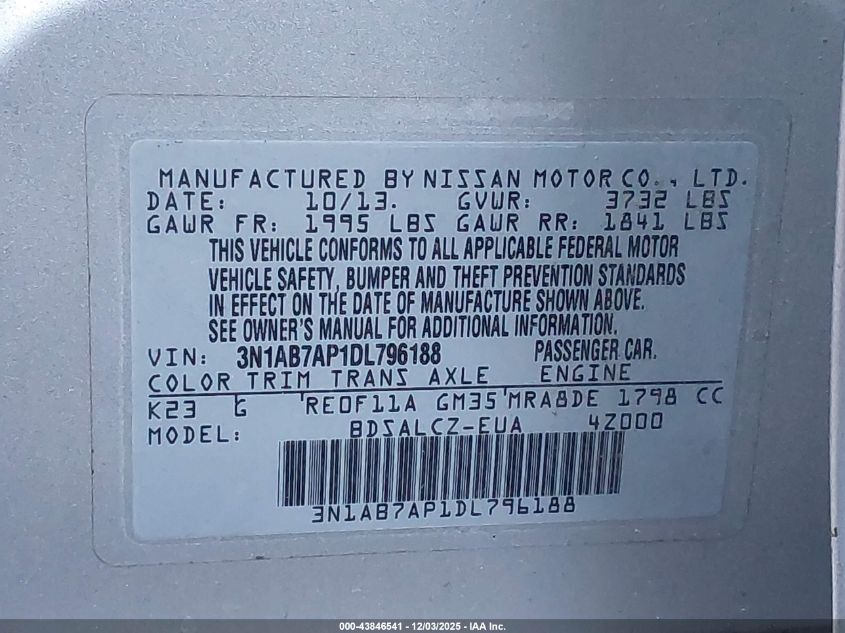 MANUFACTURED BY NISSAN MOTOR CO., LTD.
DATE: 10/13. GVWR: 3732 LBS
GAWR FR: 1995 LBS GAWR RR: 1841 LBS
THIS VEHICLE CONFORMS TO ALL APPLICABLE FEDERAL MOTOR
VEHICLE SAFETY, BUMPER AND THEFT PREVENTION STANDARDS
IN EFFECT ON THE DATE OF MANUFACTURE SHOWN ABOVE.
SEE OWNER'S MANUAL FOR ADDITIONAL INFORMATION.
VIN: 3N1AB7AP1DL796188 PASSENGER CAR.
COLOR TRIM TRANS AXLE ENGINE
K23 G RE0F11A GM35 MRA8DE 1798 CC
MODEL: BDSALCZ-EUA 4Z000
3N1AB7AP1DL796188
000-43846541 - 12/03/2025 - IAA Inc.